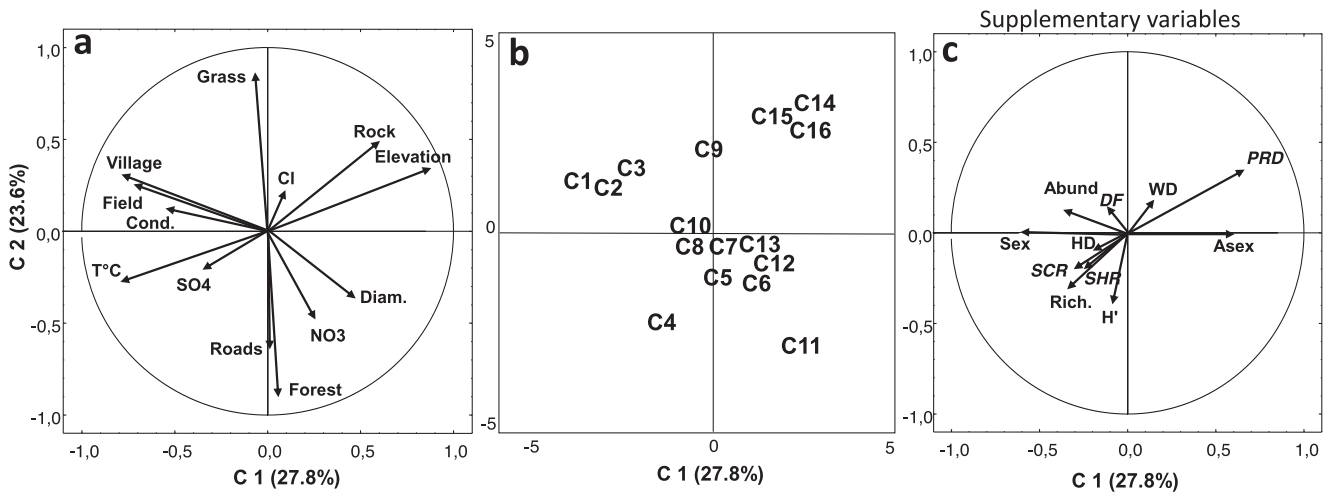 Supplementary variables
a
1,0
0,5
0,0
-0,5
-1,0
C 2 (23.6%)
Grass
Rock
Elevation
Village
Cl
Field
Cond.
T°C
SO4
Diam.
NO3
Roads
Forest
-1,0 -0,5 0,0 0,5 1,0
C 1 (27.8%)
b
5
0
-5
C14
C15
C16
C9
C3
C1
C2
C10
C8
C7
C13
C12
C5
C6
C4
C11
-5 0 5
C 1 (27.8%)
c
1,0
0,5
0,0
-0,5
-1,0
PRD
Abund
DF
WD
Sex
HD
Asex
SCR
SHR
Rich.
H'
-1,0 -0,5 0,0 0,5 1,0
C 1 (27.8%)